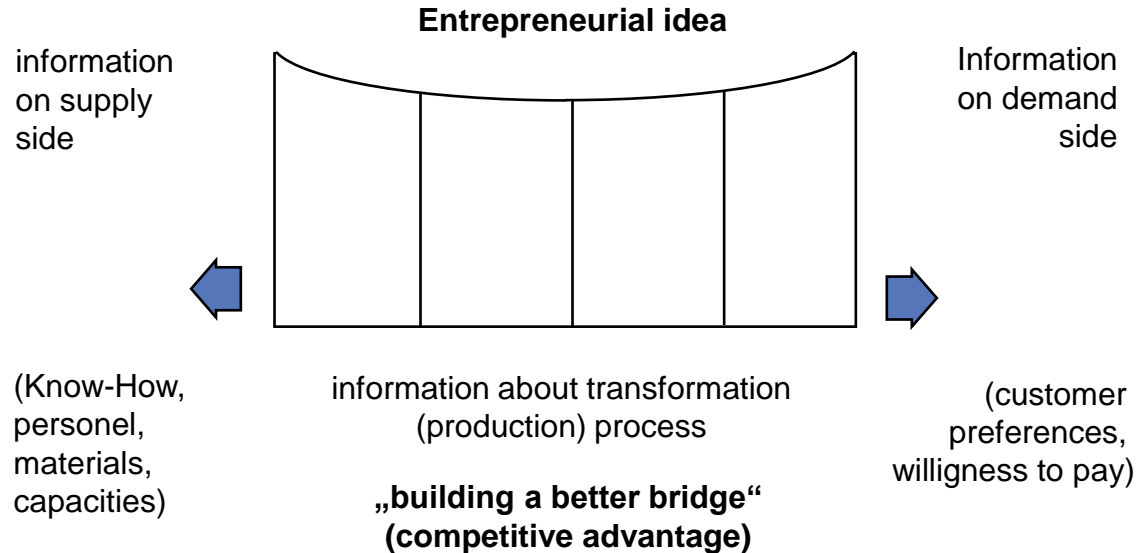 Entrepreneurial idea
information
on supply
side
Information
on demand
side
(Know-How,
personel,
materials,
capacities)
information about transformation
(production) process
„building a better bridge“
(competitive advantage)
(customer
preferences,
willigness to pay)